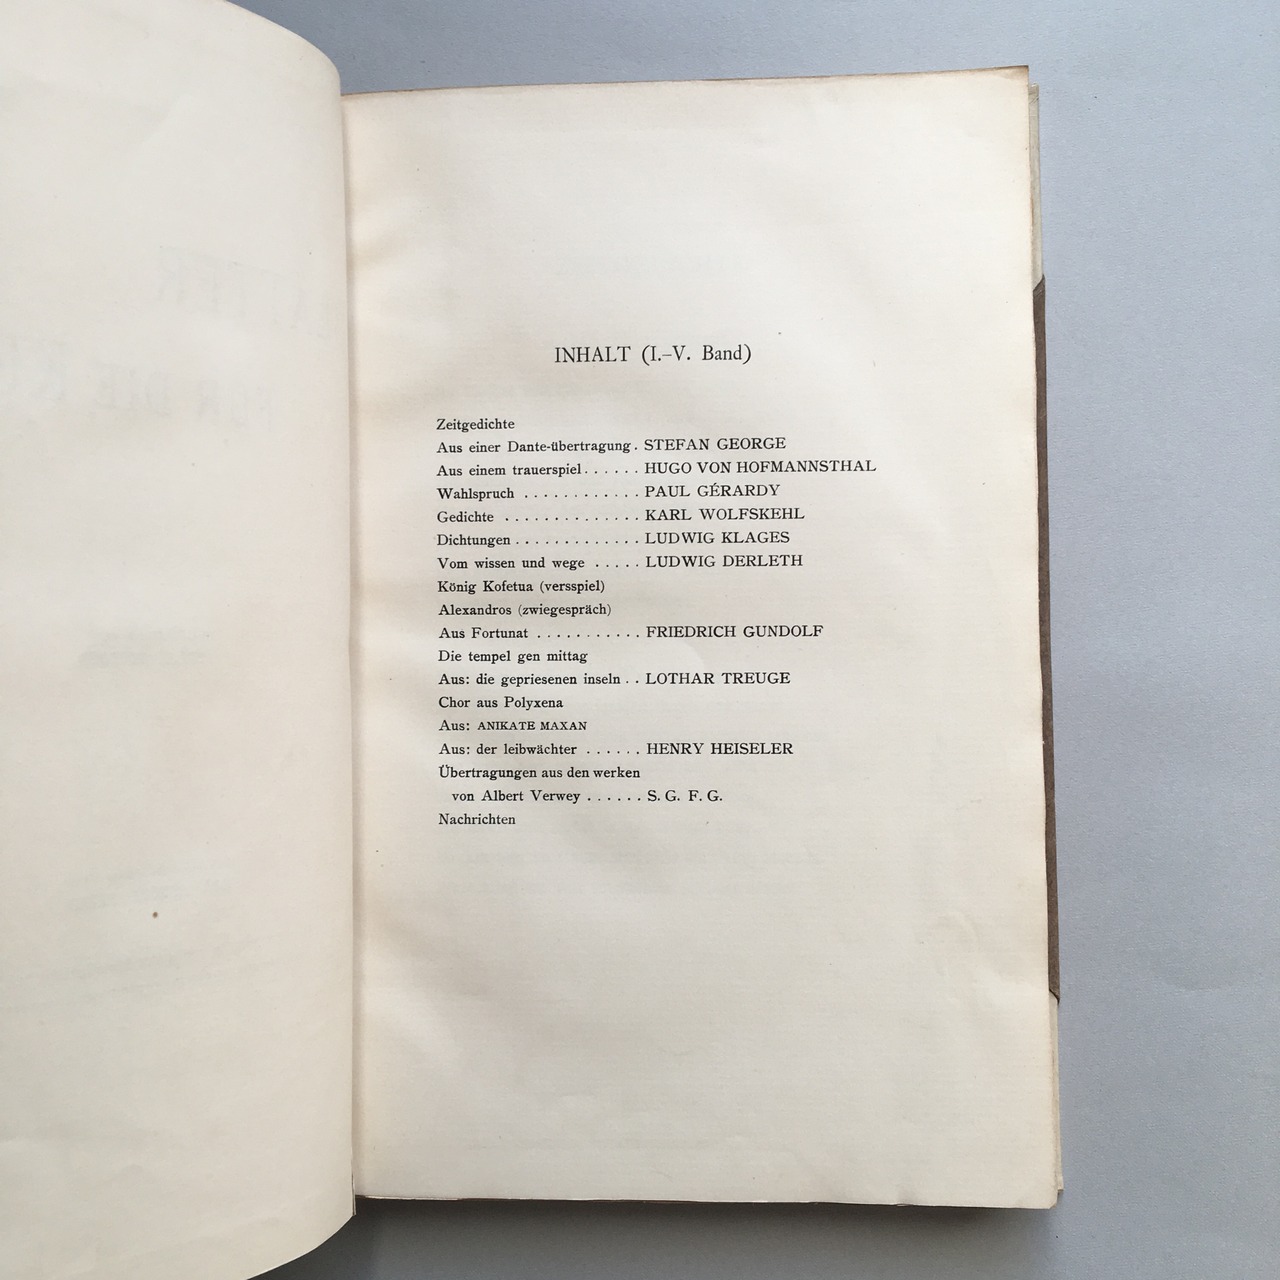 INHALT (I.–V. Band)
Zeitgedichte
Aus einer Dante-übertragung . STEFAN GEORGE
Aus einem trauerspiel . . . . . . HUGO VON HOFMANNSTHAL
Wahlspruch . . . . . . . . . . . . PAUL GÉRARDY
Gedichte . . . . . . . . . . . . . . KARL WOLFSKEHL
Dichtungen . . . . . . . . . . . . . LUDWIG KLAGES
Vom wissen und wege . . . . . LUDWIG DERLETH
König Kofetua (versspiel)
Alexandros (zwiegespräch)
Aus Fortunat . . . . . . . . . . . FRIEDRICH GUNDOLF
Die tempel gen mittag
Aus: die gepriesenen inseln . . LOTHAR TREUGE
Chor aus Polyxena
Aus: ANIKATE MAXAN
Aus: der leibwächter . . . . . . HENRY HEISELER
Übertragungen aus den werken
von Albert Verwey . . . . . . S. G. F. G.
Nachrichten